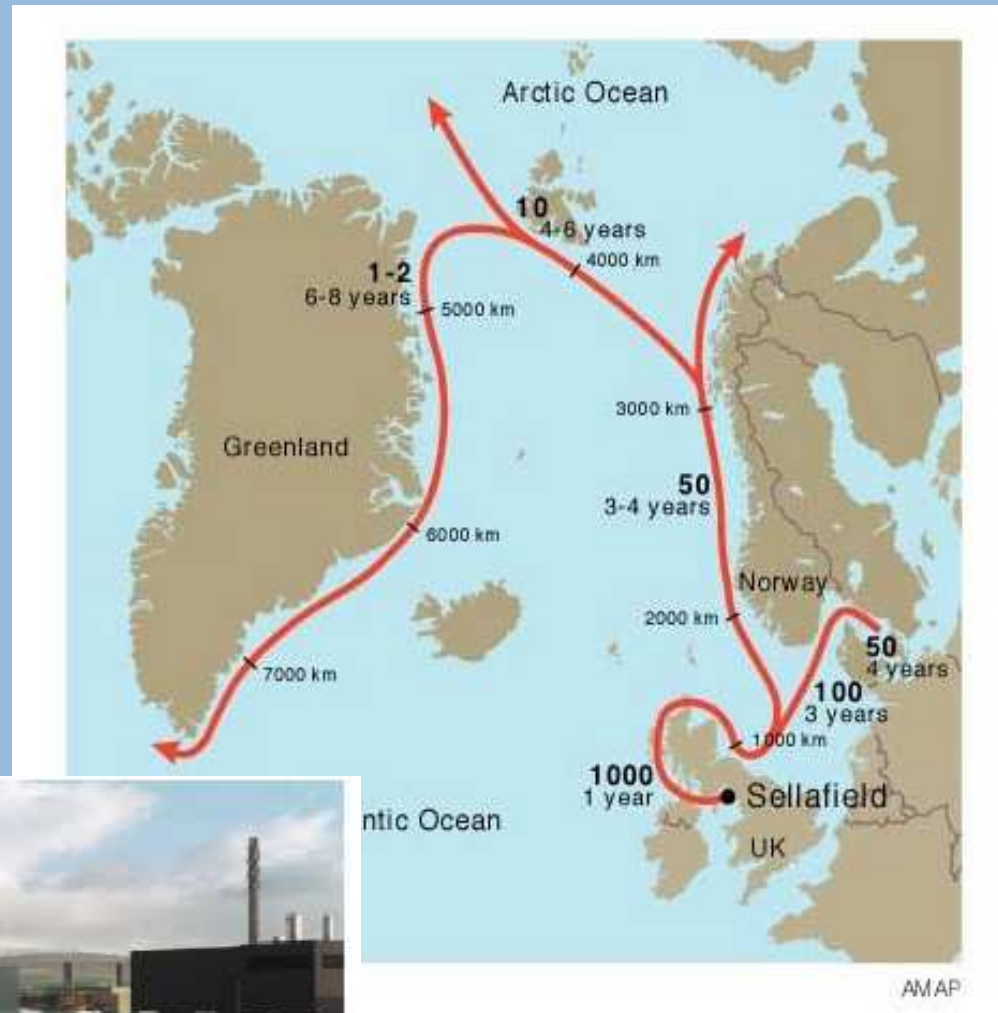 Arctic Ocean
10
4-6 years
4000 km
1-2
6-8 years
5000 km
3000 km
Greenland
50
3-4 years
6000 km
Norway
2000 km
50
4 years
7000 km
100
3 years
1000 km
1000
1 year
Sellafield
ntic Ocean
UK
AMAP